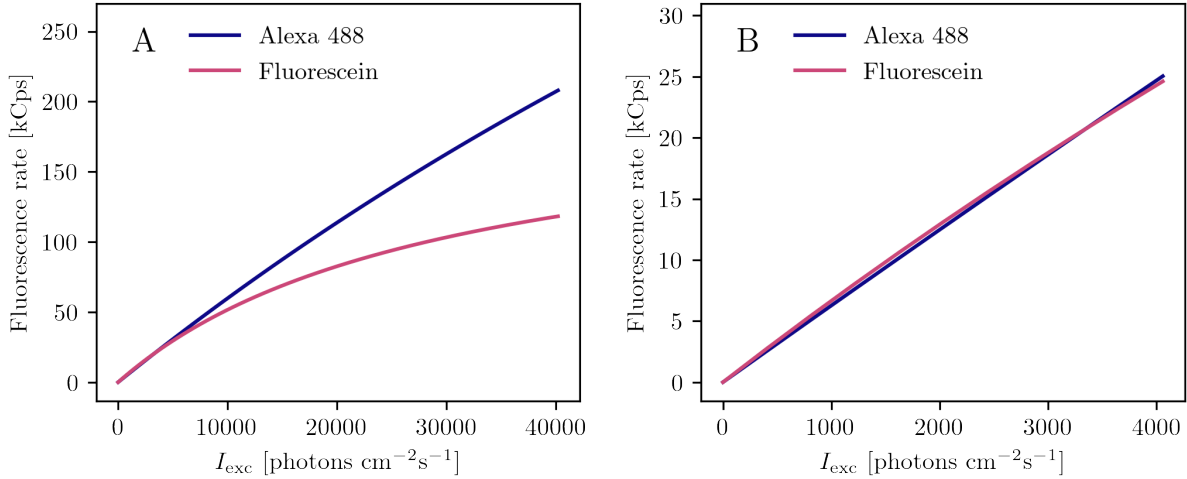 A
Alexa 488
Fluorescein
Fluorescence rate [kCps]
250
200
150
100
50
0
0 10000 20000 30000 40000
I_exc [photons cm⁻²s⁻¹]
B
Alexa 488
Fluorescein
Fluorescence rate [kCps]
30
25
20
15
10
5
0
0 1000 2000 3000 4000
I_exc [photons cm⁻²s⁻¹]